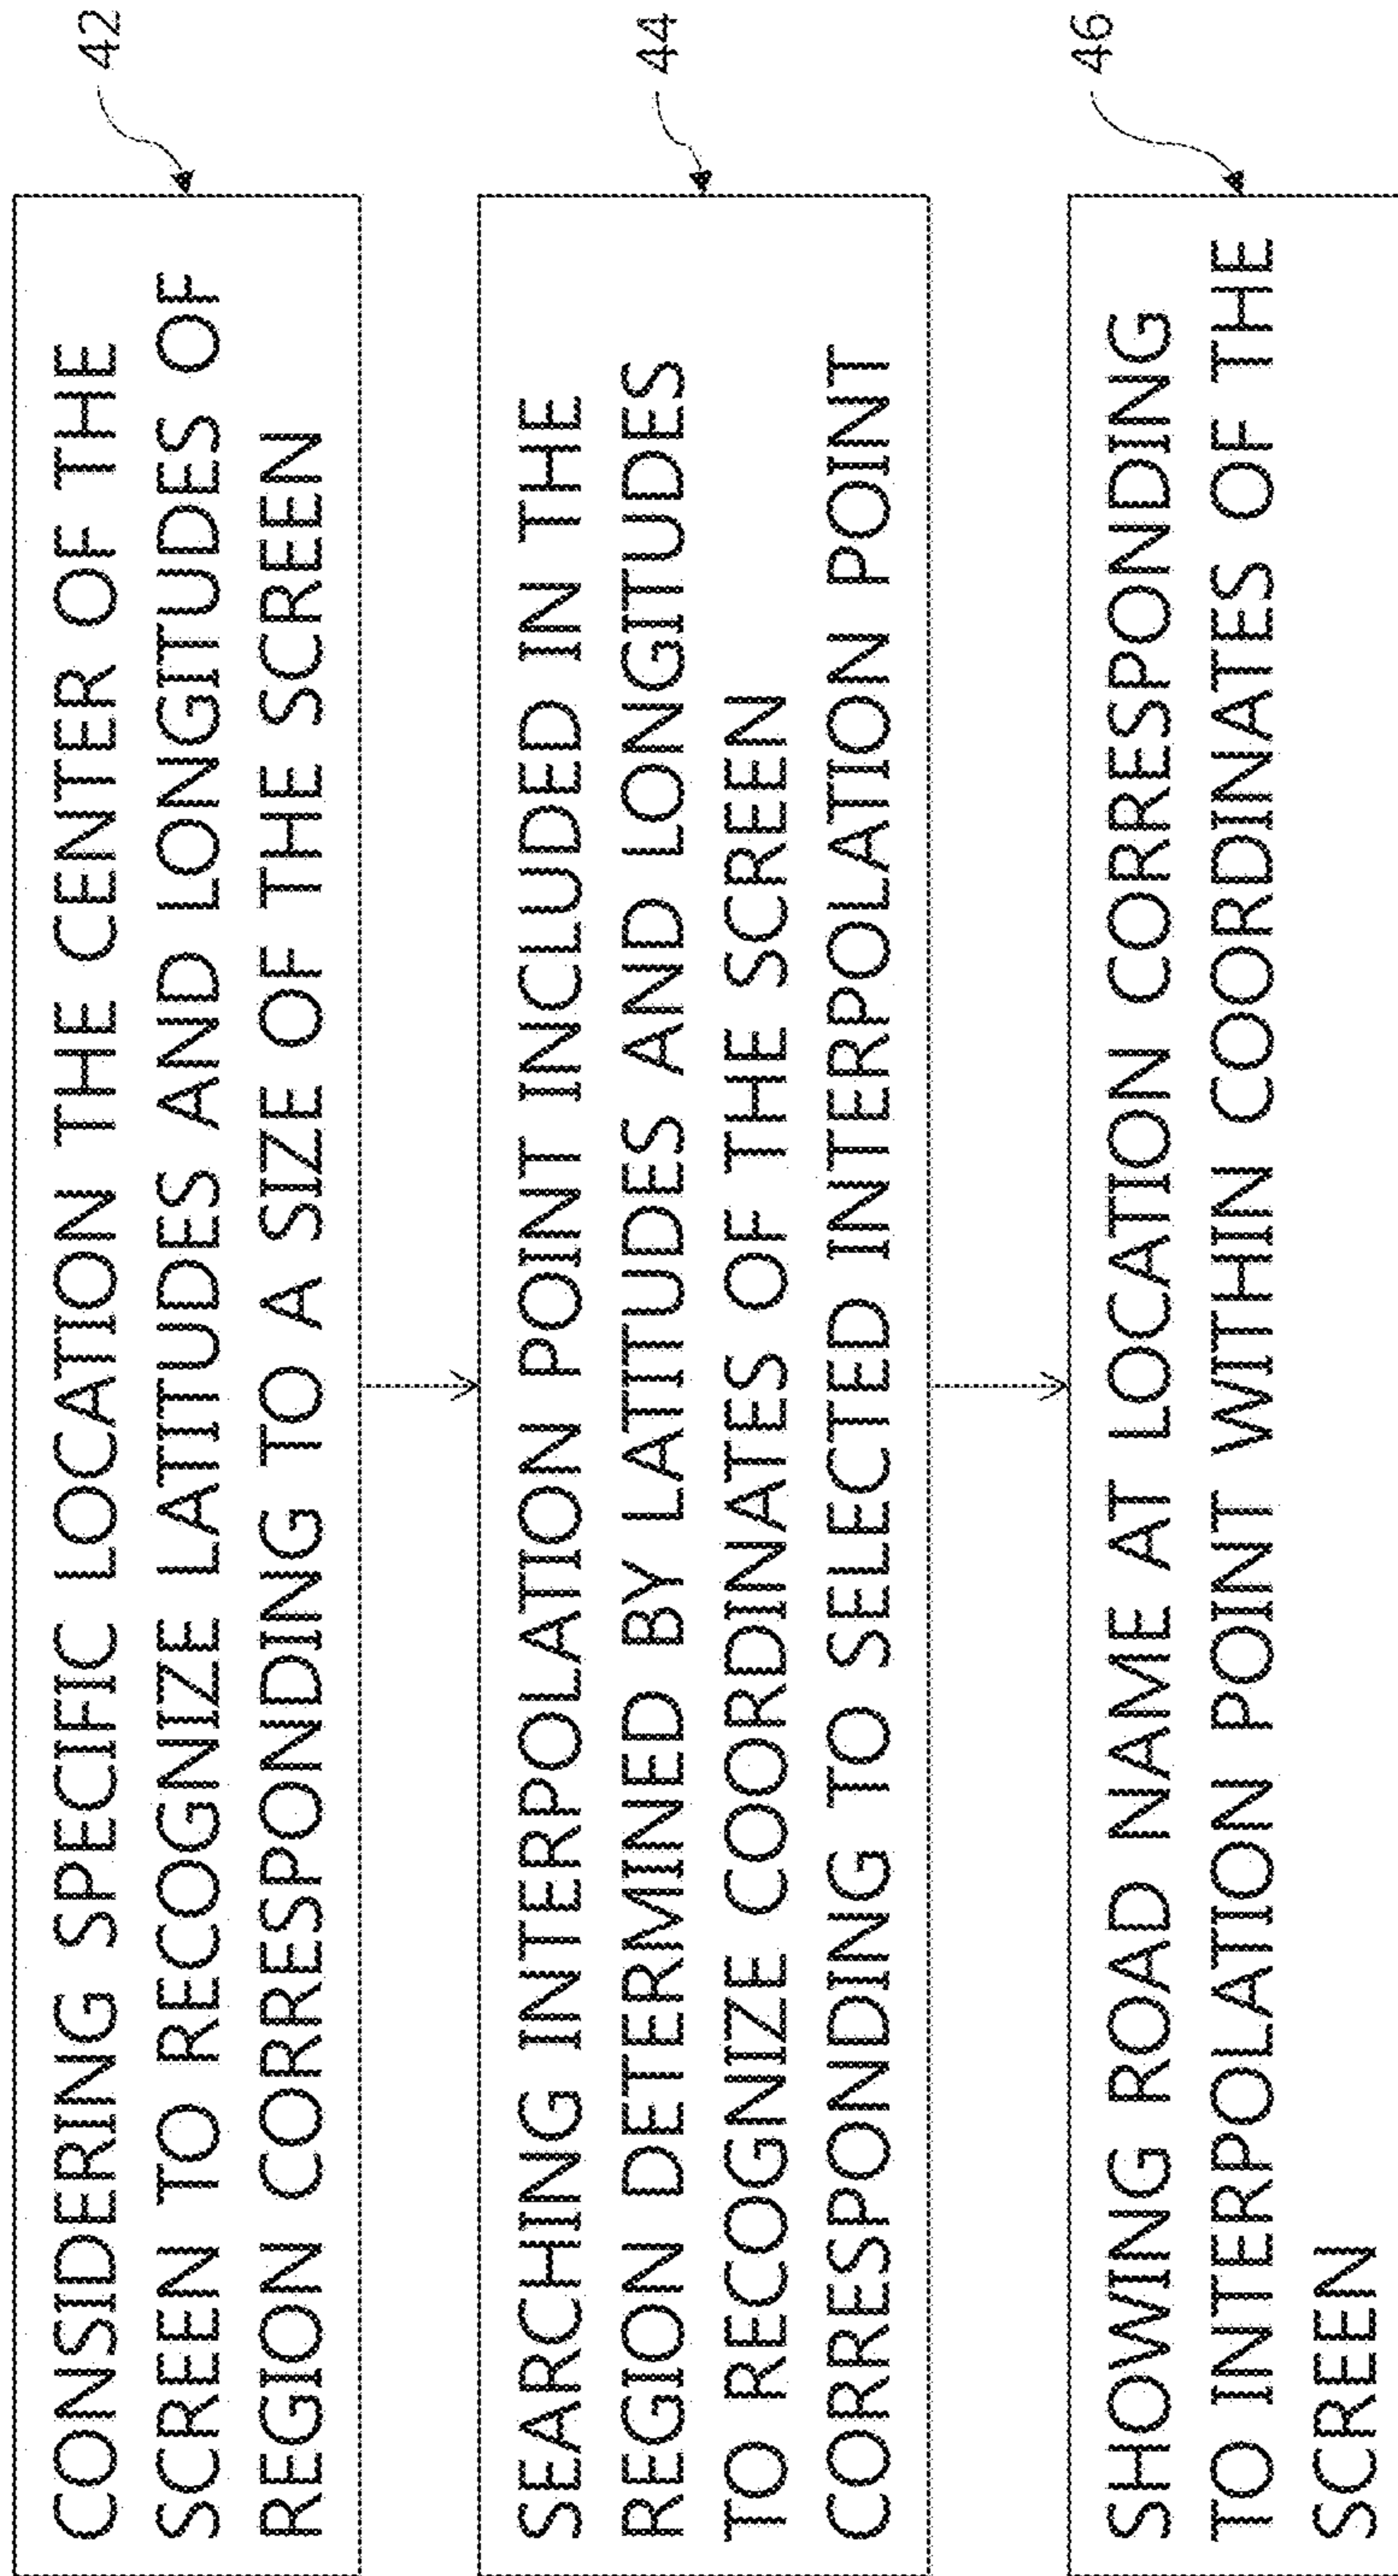 CONSIDERING SPECIFIC LOCATION THE CENTER OF THE
SCREEN TO RECOGNIZE LATITUDES AND LONGITUDES OF
REGION CORRESPONDING TO A SIZE OF THE SCREEN
42
SEARCHING INTERPOLATION POINT INCLUDED IN THE
REGION DETERMINED BY LATITUDES AND LONGITUDES
TO RECOGNIZE COORDINATES OF THE SCREEN
CORRESPONDING TO SELECTED INTERPOLATION POINT
44
SHOWING ROAD NAME AT LOCATION CORRESPONDING
TO INTERPOLATION POINT WITHIN COORDINATES OF THE
SCREEN
46